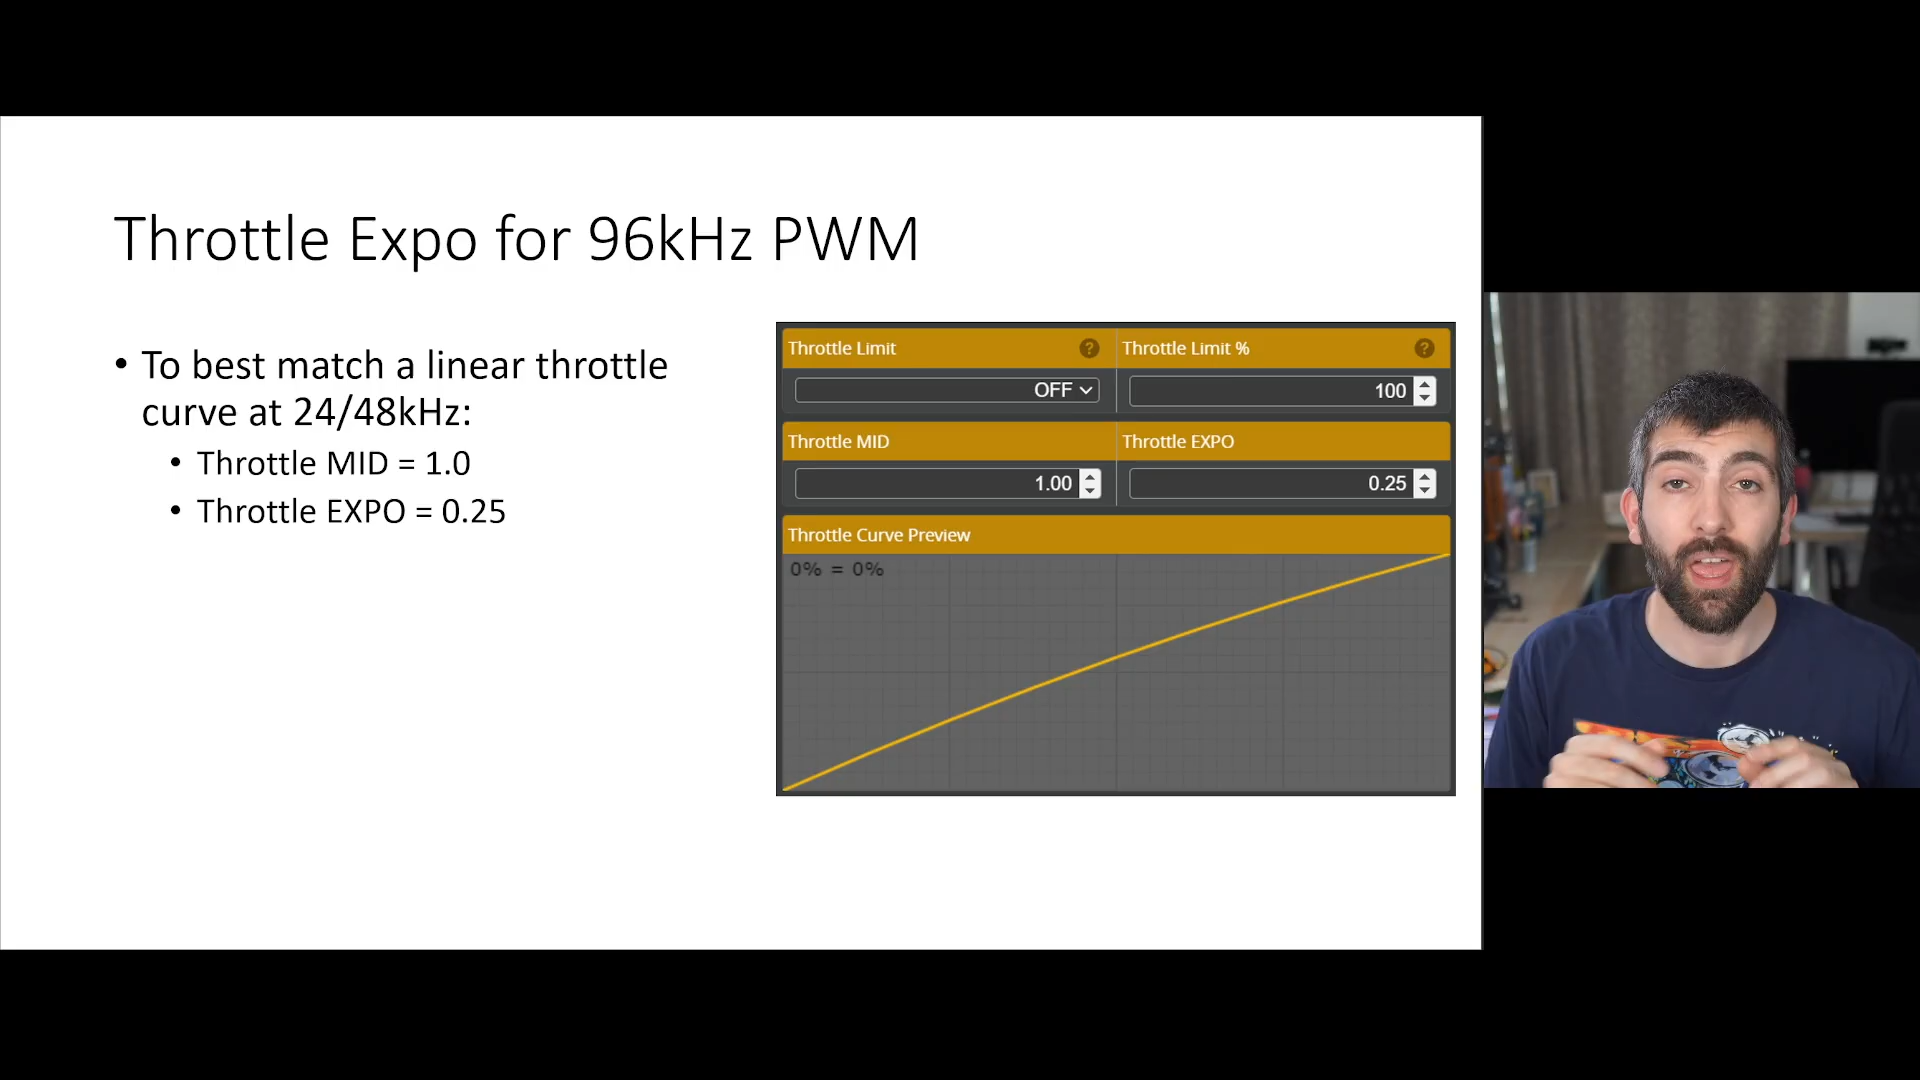 Throttle Expo for 96kHz PWM
• To best match a linear throttle
curve at 24/48kHz:
• Throttle MID = 1.0
• Throttle EXPO = 0.25
Throttle Limit ?
Throttle Limit % ?
OFF
100
Throttle MID
Throttle EXPO
1.00
0.25
Throttle Curve Preview
0% = 0%